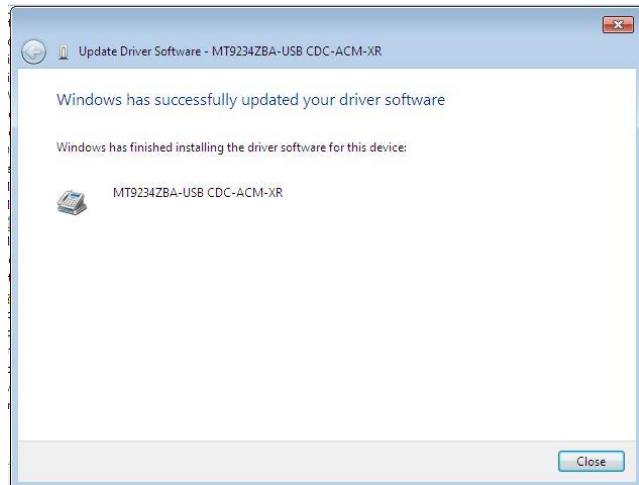 Update Driver Software - MT9234ZBA-USB CDC-ACM-XR
Windows has successfully updated your driver software
Windows has finished installing the driver software for this device:
MT9234ZBA-USB CDC-ACM-XR
Close